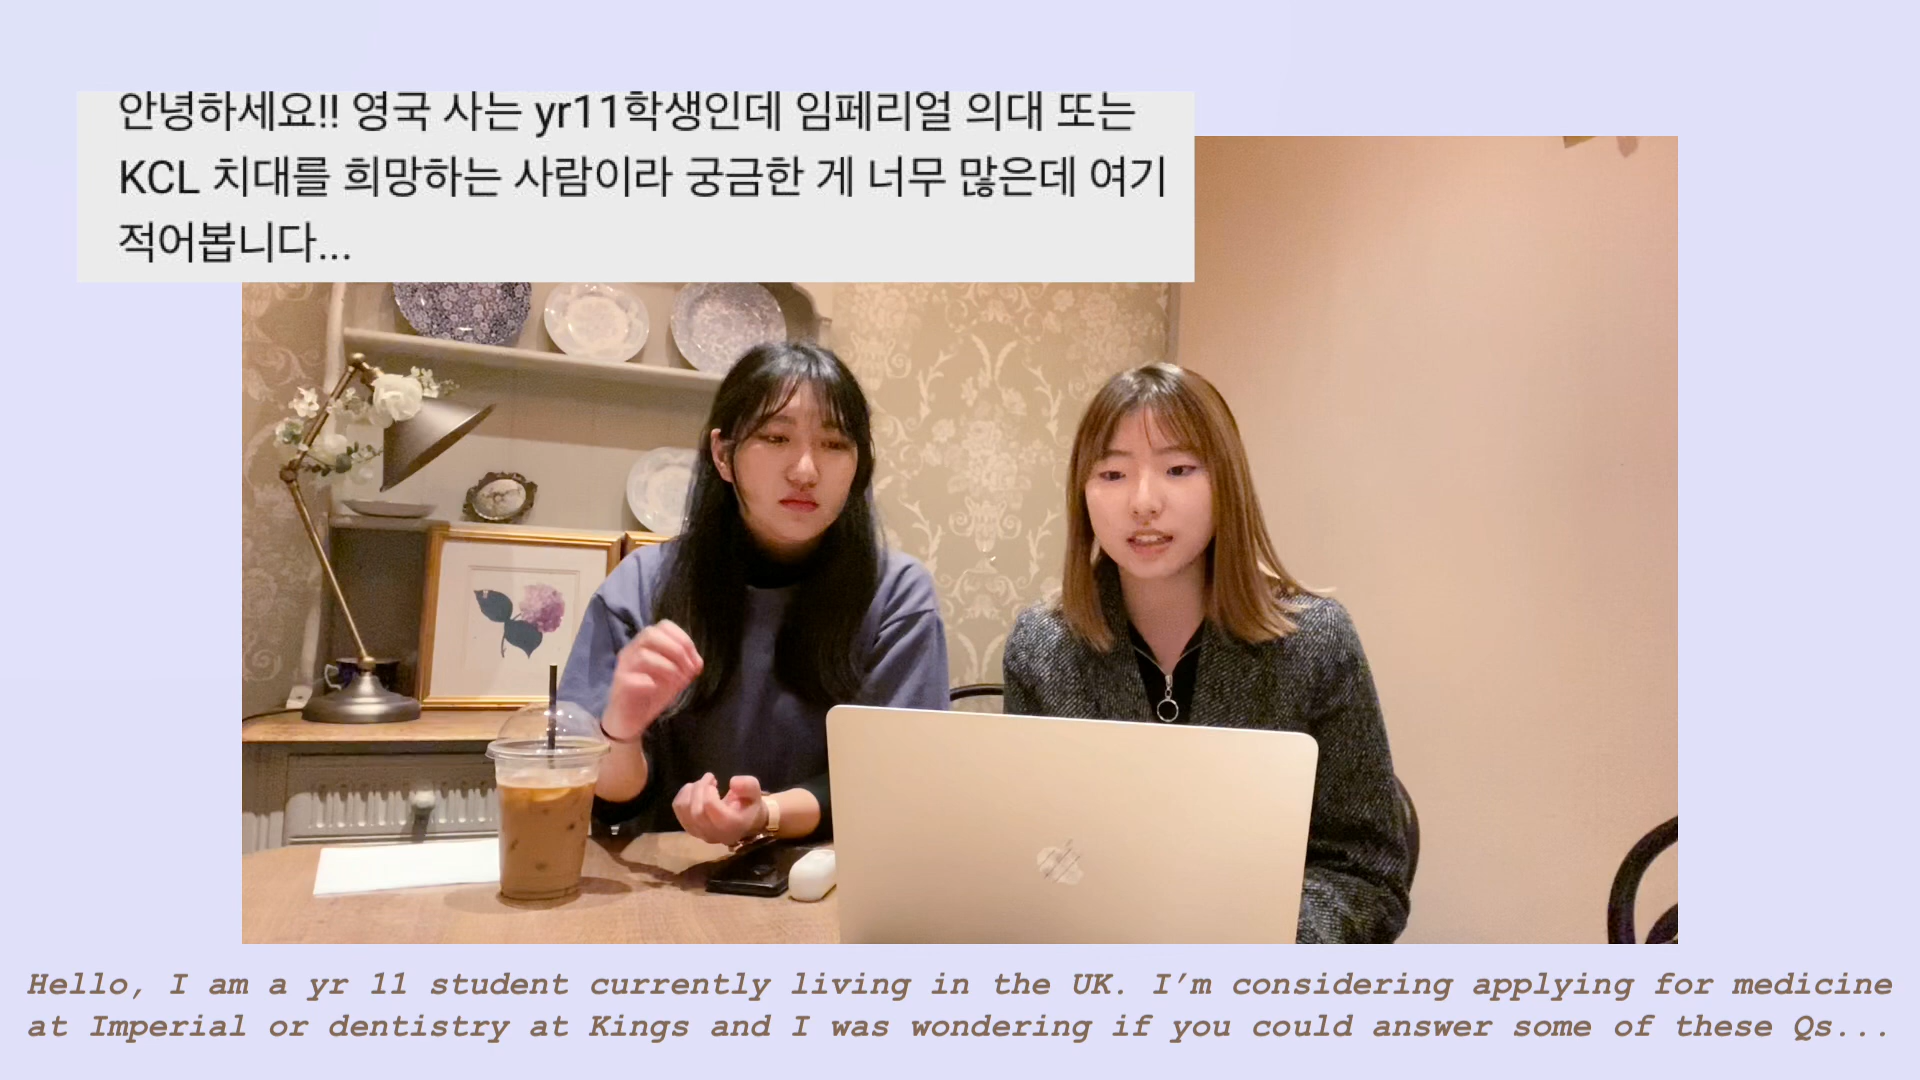 안녕하세요!! 영국 사는 yr11학생인데 임페리얼 의대 또는
KCL 치대를 희망하는 사람이라 궁금한 게 너무 많은데 여기
적어봅니다...
Hello, I am a yr 11 student currently living in the UK. I’m considering applying for medicine
at Imperial or dentistry at Kings and I was wondering if you could answer some of these Qs...